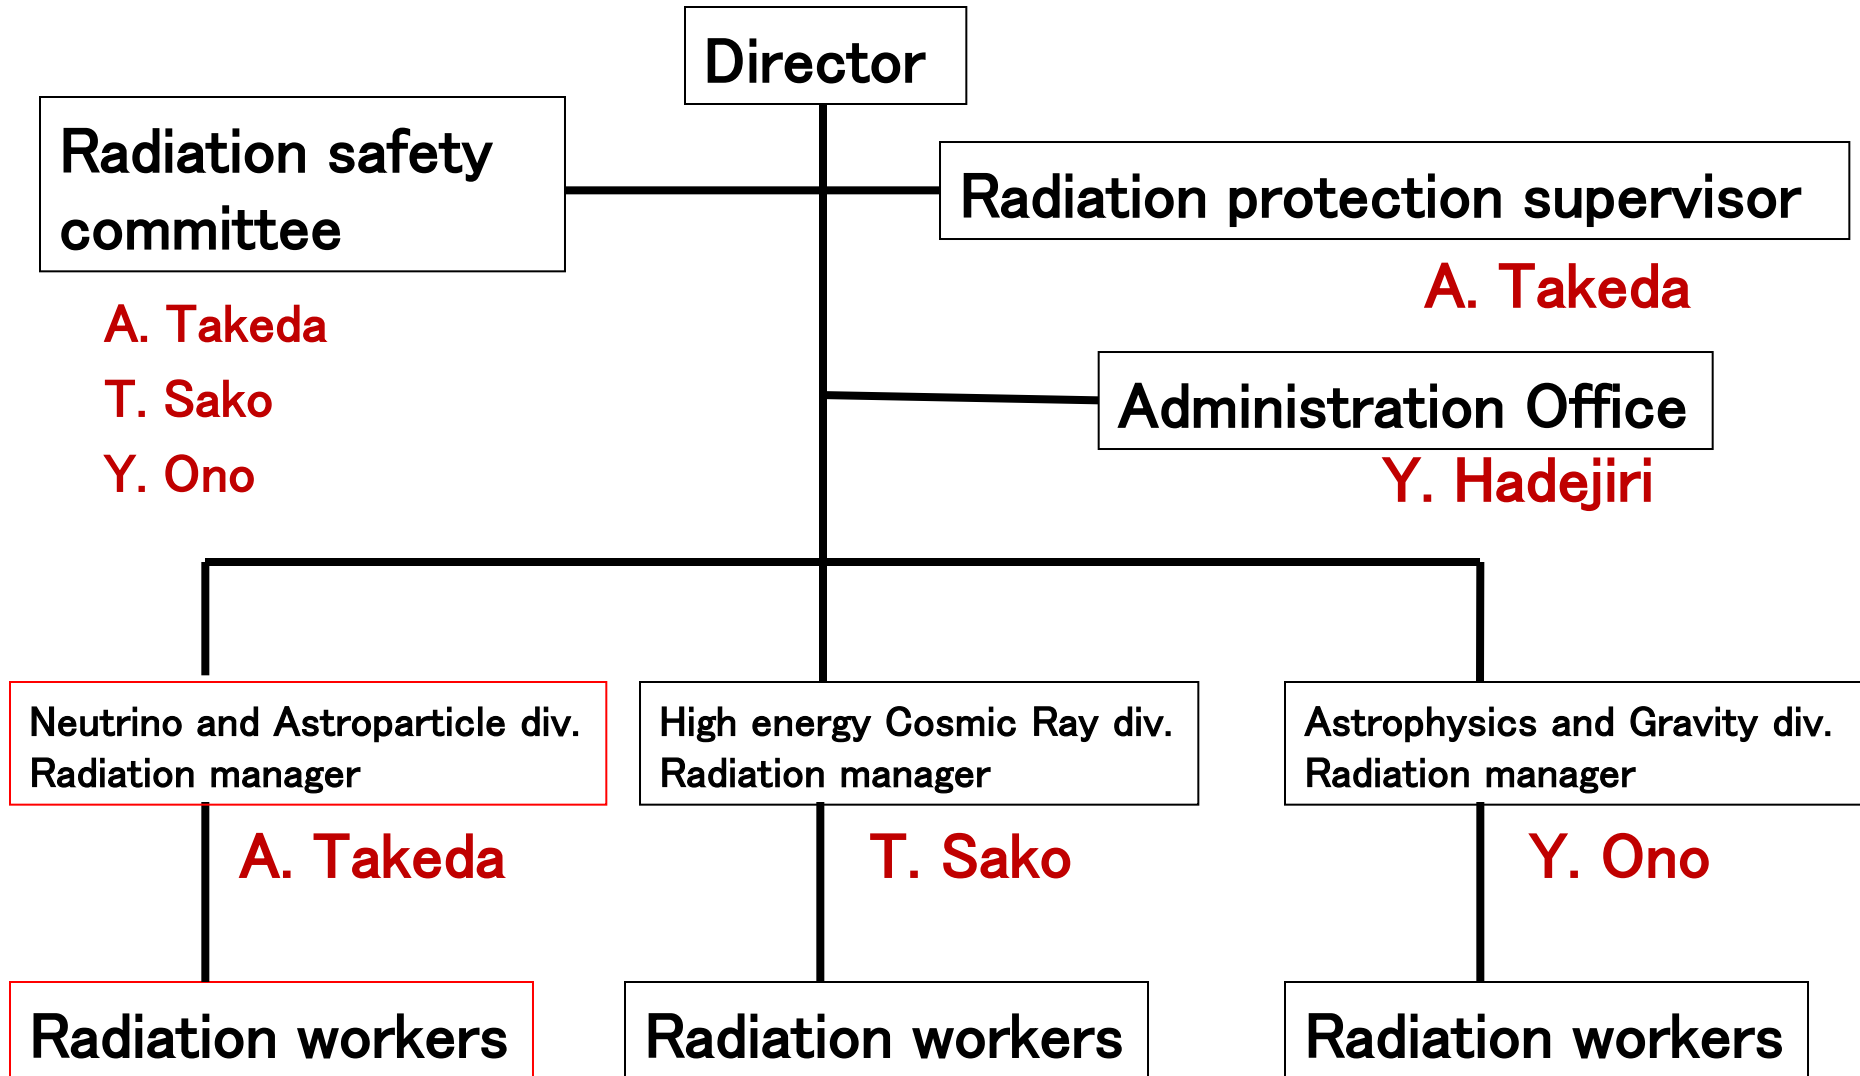 Director
Radiation safety
committee
A. Takeda
T. Sako
Y. Ono
Radiation protection supervisor
A. Takeda
Administration Office
Y. Hadejiri
Neutrino and Astroparticle div.
Radiation manager
A. Takeda
High energy Cosmic Ray div.
Radiation manager
T. Sako
Astrophysics and Gravity div.
Radiation manager
Y. Ono
Radiation workers
Radiation workers
Radiation workers